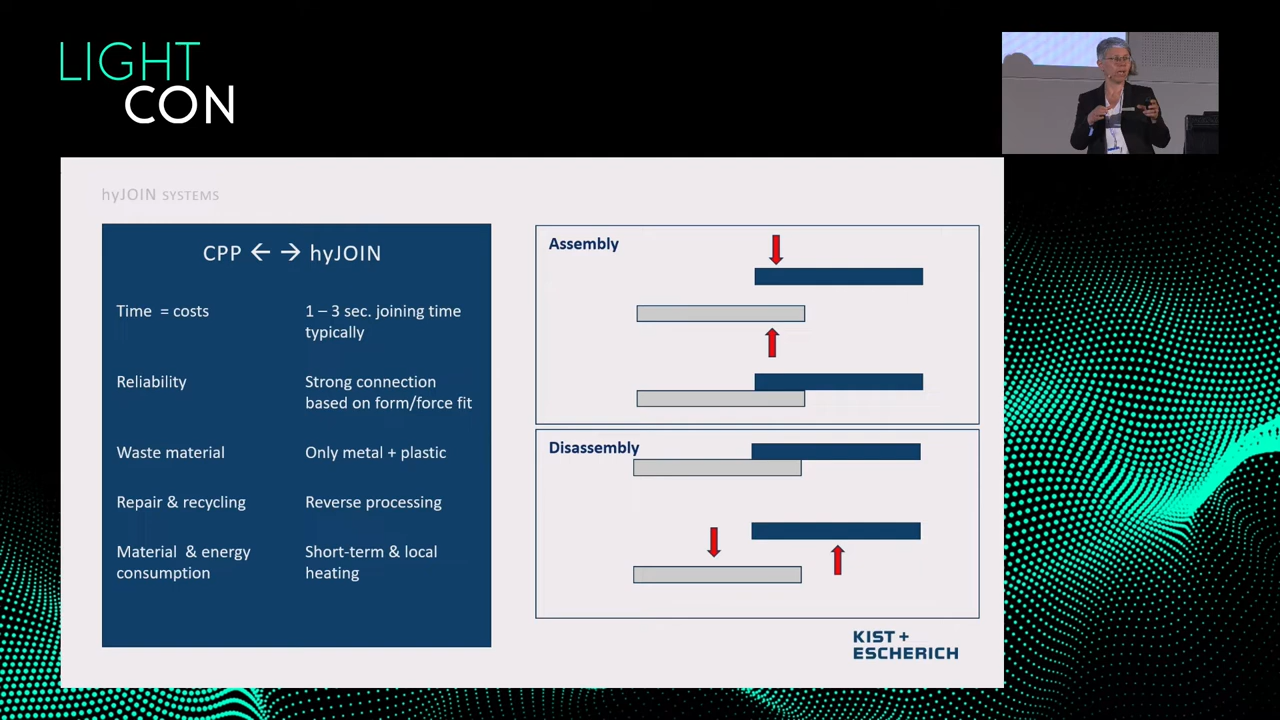 LIGHT
CON
hyJOIN SYSTEMS
CPP ← → hyJOIN
Time = costs
1 – 3 sec. joining time
typically
Reliability
Strong connection
based on form/force fit
Waste material
Only metal + plastic
Repair & recycling
Reverse processing
Material & energy
consumption
Short-term & local
heating
Assembly
Disassembly
KIST +
ESCHERICH